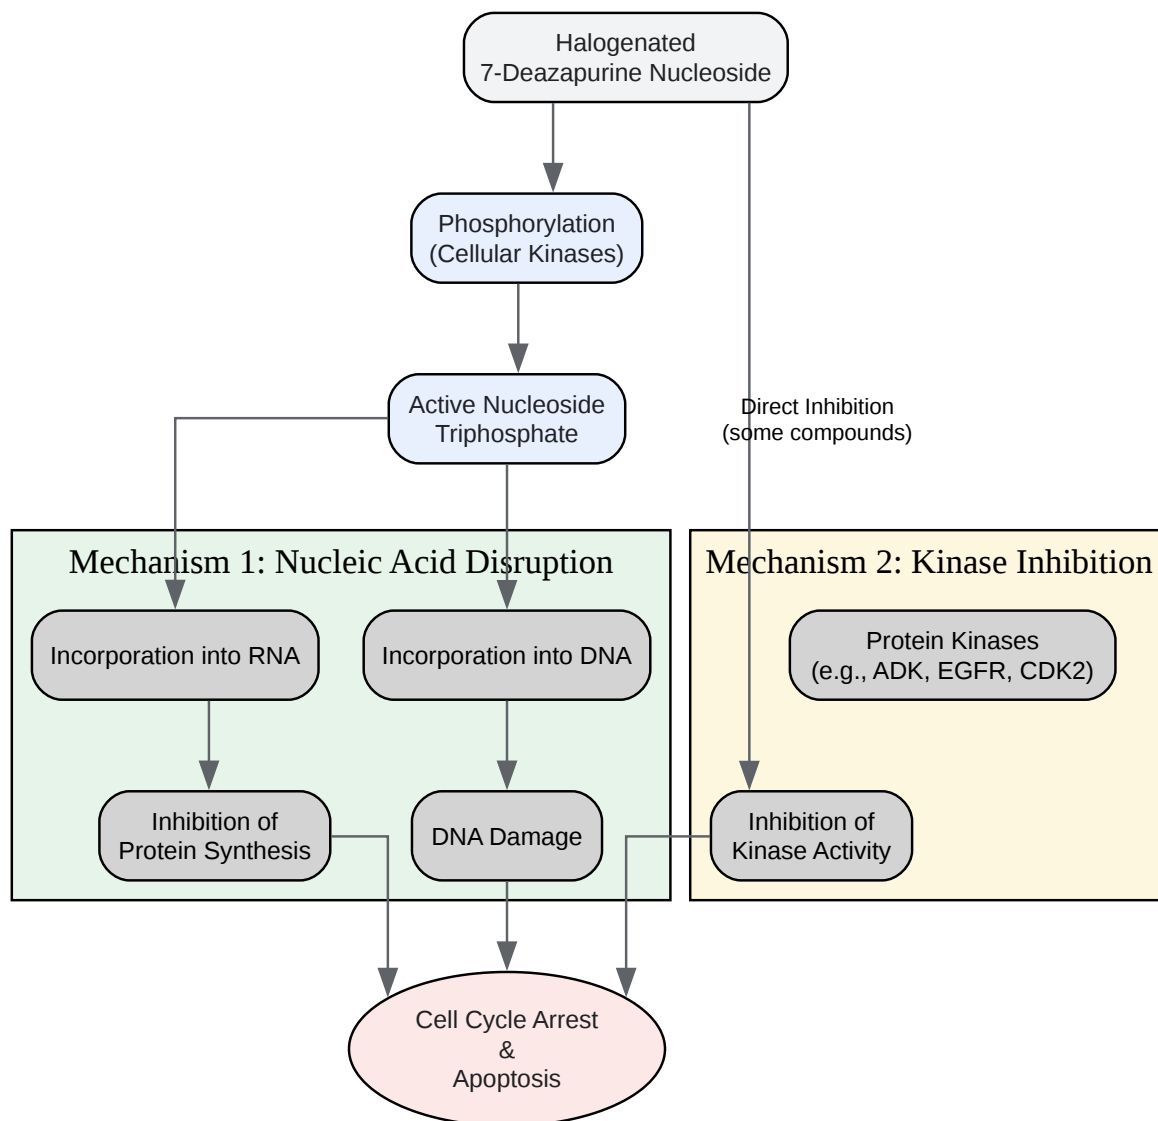 Halogenated
7-Deazapurine Nucleoside
Phosphorylation
(Cellular Kinases)
Active Nucleoside
Triphosphate
Direct Inhibition
(some compounds)
Mechanism 1: Nucleic Acid Disruption
Mechanism 2: Kinase Inhibition
Incorporation into RNA
Incorporation into DNA
Protein Kinases
(e.g., ADK, EGFR, CDK2)
Inhibition of
Protein Synthesis
DNA Damage
Inhibition of
Kinase Activity
Cell Cycle Arrest
&
Apoptosis